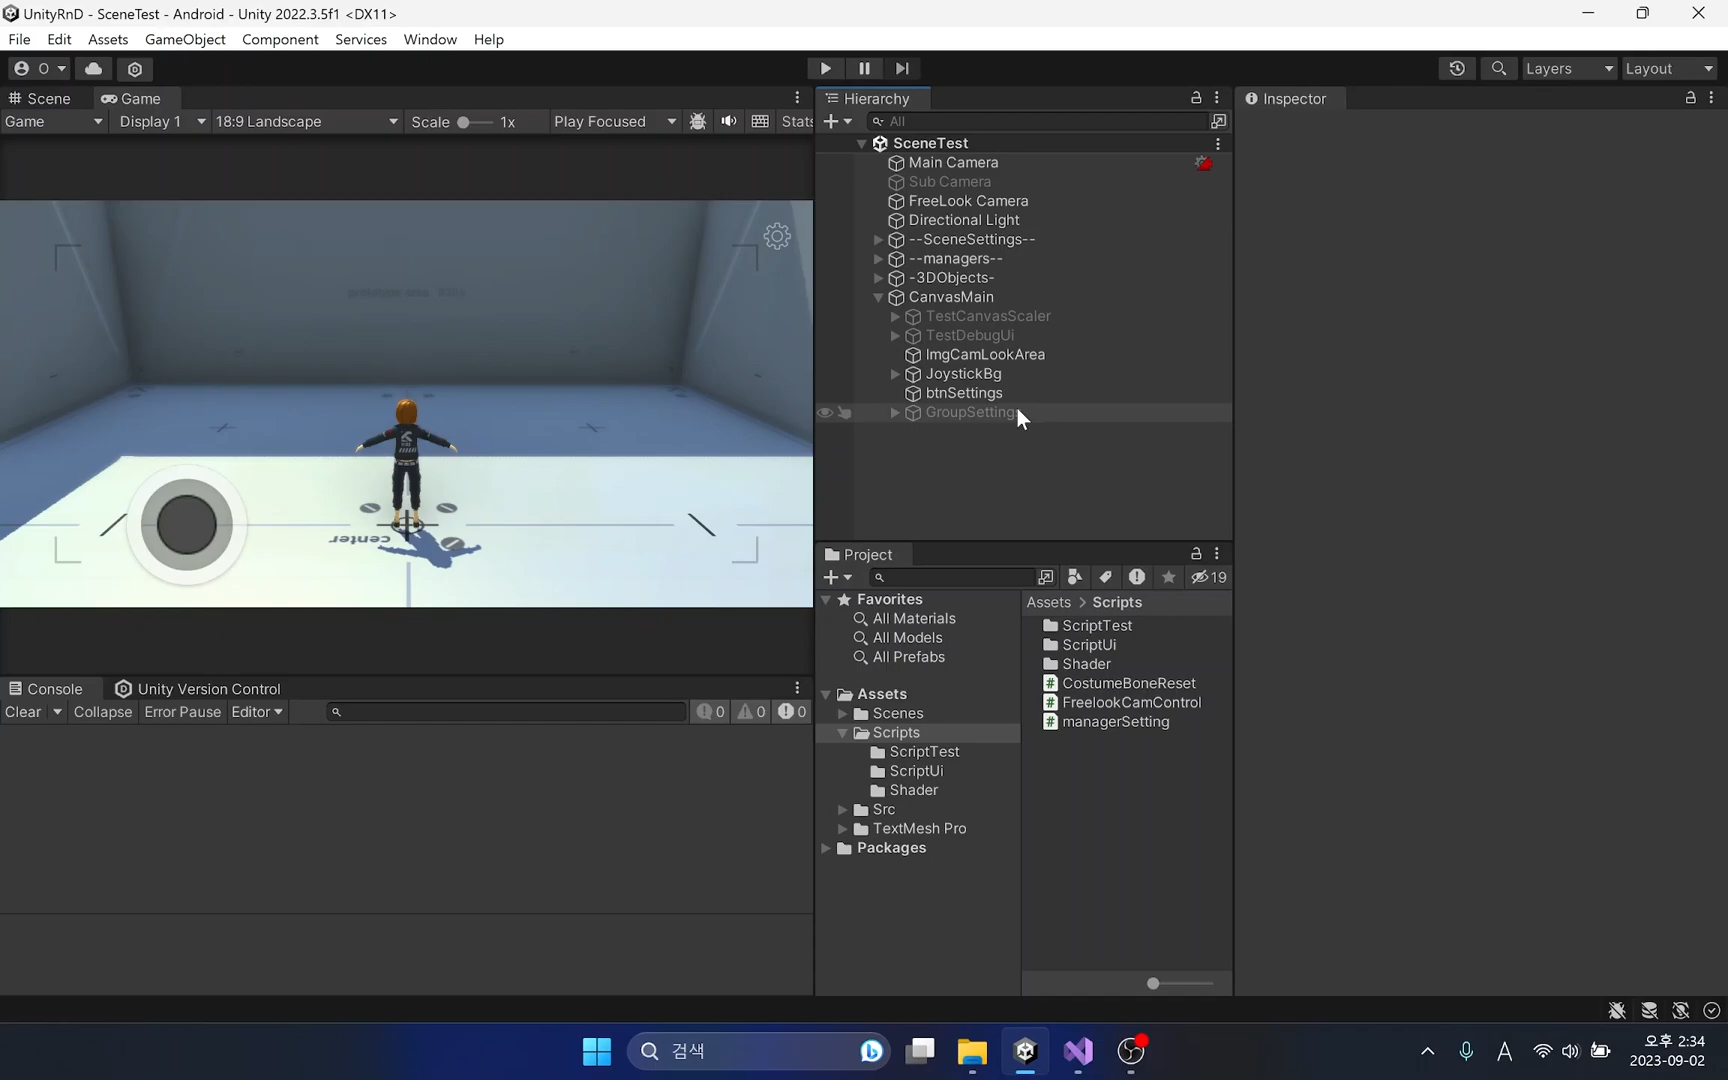 UnityRnD - SceneTest - Android - Unity 2022.3.5f1 <DX11>
File Edit Assets GameObject Component Services Window Help
O Layers Layout
Scene Game
Game Display 1 18:9 Landscape Scale 1x Play Focused Stats
center
Console Unity Version Control
Clear Collapse Error Pause Editor 0 0 0
Hierarchy
All
SceneTest
Main Camera
Sub Camera
FreeLook Camera
Directional Light
--SceneSettings--
--managers--
-3DObjects-
CanvasMain
TestCanvasScaler
TestDebugUi
ImgCamLookArea
JoystickBg
btnSettings
GroupSettings
Project
19
Favorites
All Materials
All Models
All Prefabs
Assets
Scenes
Scripts
ScriptTest
ScriptUi
Shader
Src
TextMesh Pro
Packages
Assets > Scripts
ScriptTest
ScriptUi
Shader
CostumeBoneReset
FreelookCamControl
managerSetting
Inspector
검색
A
오후 2:34
2023-09-02